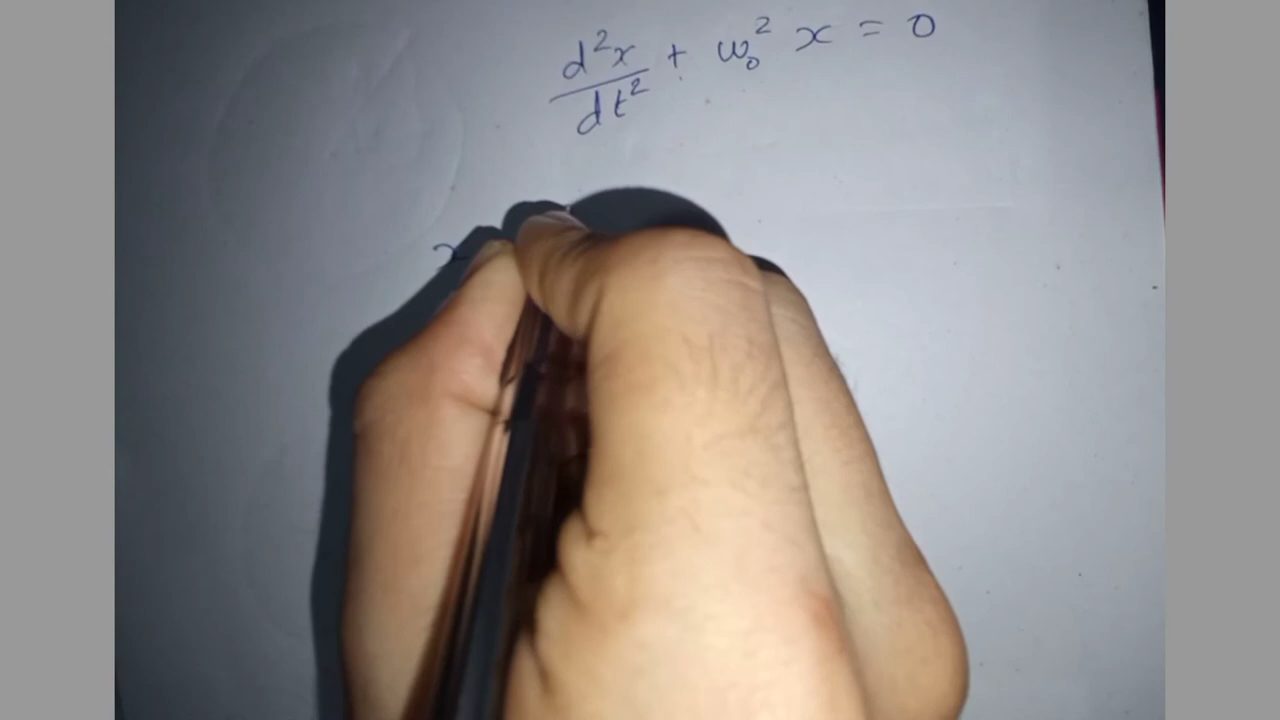 d²x/dt² + ω₀² x = 0
x